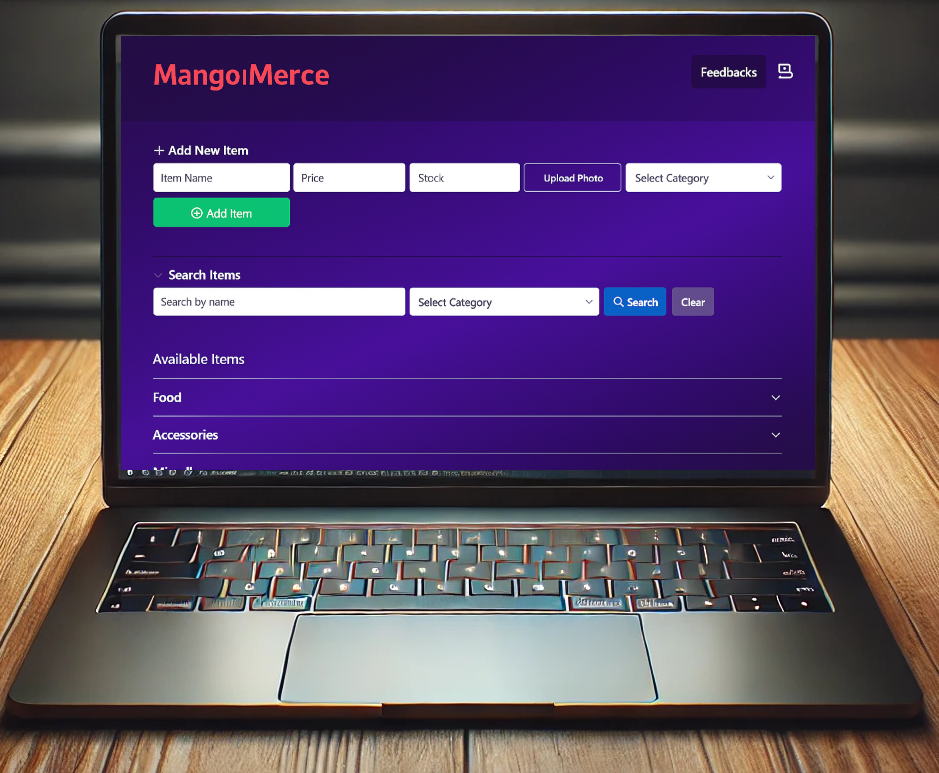 MangoMerce
Feedbacks
+ Add New Item
Item Name Price Stock Upload Photo Select Category
Add Item
Search Items
Search by name Select Category Search Clear
Available Items
Food
Accessories